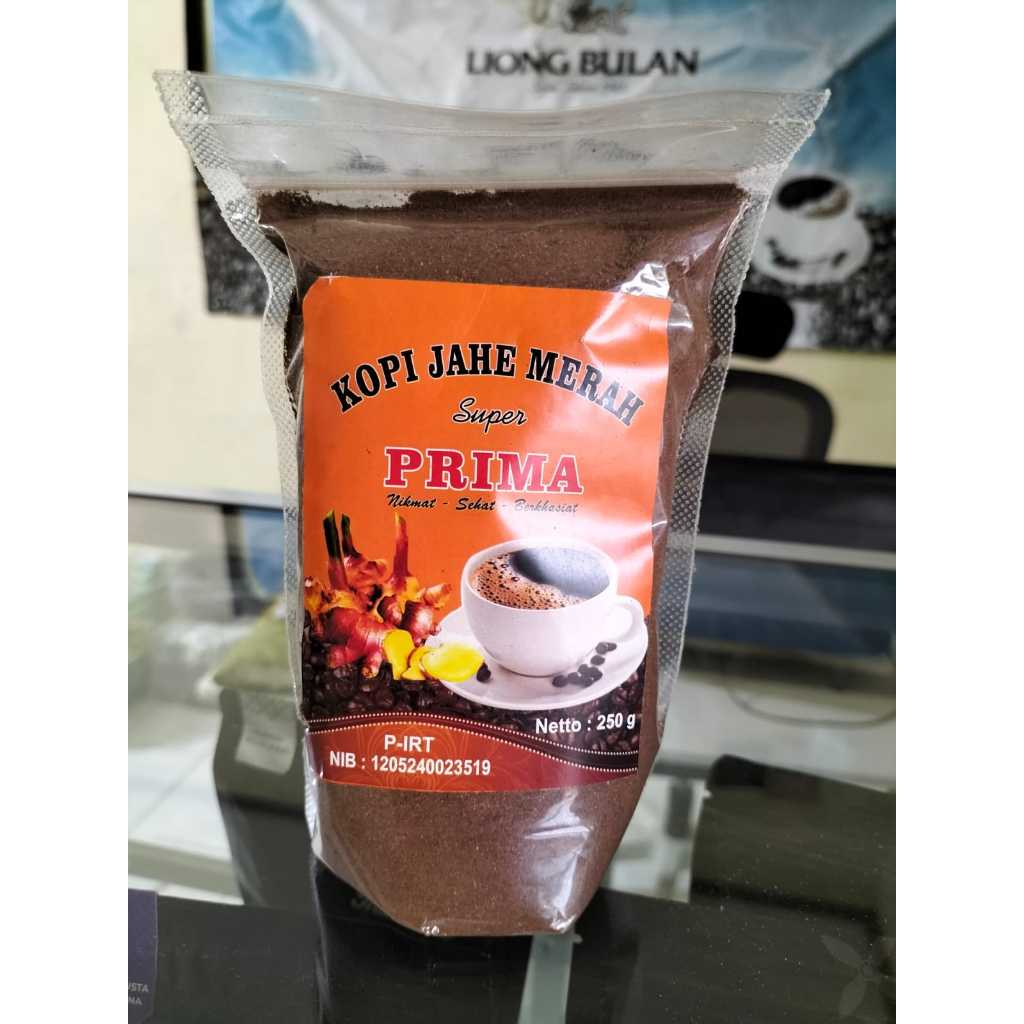 LIONG BULAN
KOPI JAHE MERAH
Super
PRIMA
Nikmat - Sehat - Berkhasiat
Netto : 250 g
P-IRT
NIB : 1205240023519